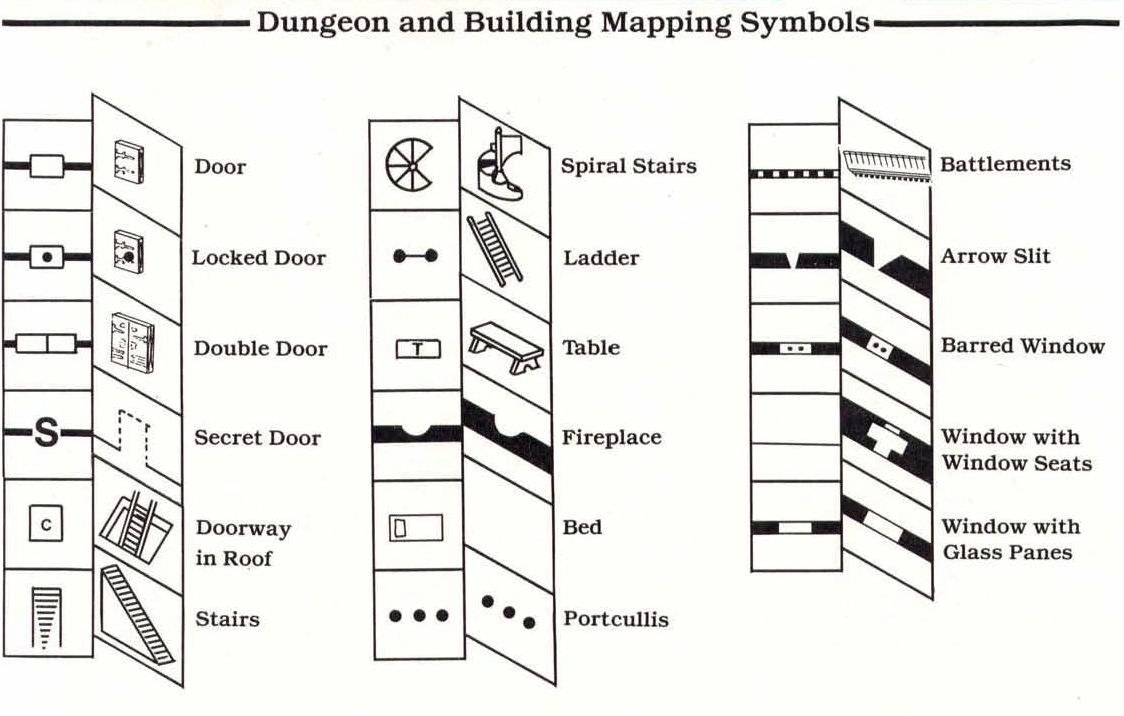 Dungeon and Building Mapping Symbols
Door
Locked Door
Double Door
S
Secret Door
C
Doorway
in Roof
Stairs
Spiral Stairs
Ladder
T
Table
Fireplace
Bed
Portcullis
Battlements
Arrow Slit
Barred Window
Window with
Window Seats
Window with
Glass Panes